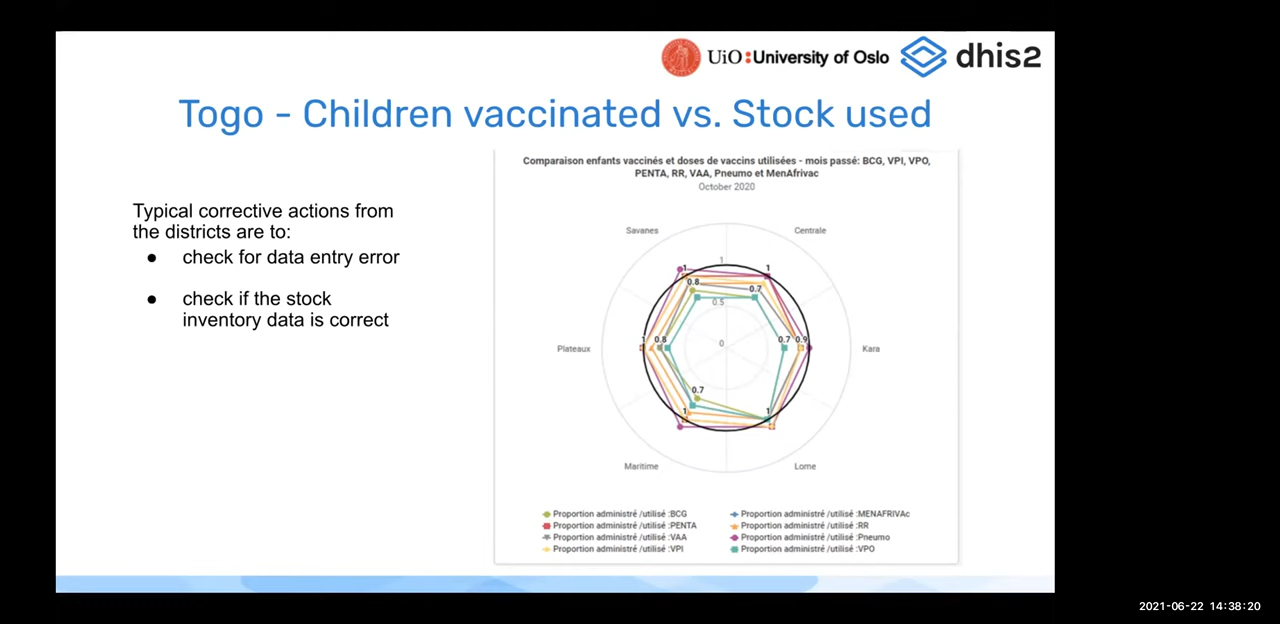 UiO:University of Oslo
dhis2
Togo - Children vaccinated vs. Stock used
Typical corrective actions from
the districts are to:
● check for data entry error
● check if the stock
inventory data is correct
Comparaison enfants vaccinés et doses de vaccins utilisées - mois passé: BCG, VPI, VPO,
PENTA, RR, VAA, Pneumo et MenAfrivac
October 2020
Savanes
Centrale
1
1
1
0.8
0.7
0.5
Plateaux
1
0.8
0
0.7
0.9
Kara
0.7
1
1
Maritime
Lome
Proportion administré /utilisé :BCG
Proportion administré /utilisé :MENAFRIVAc
Proportion administré /utilisé :PENTA
Proportion administré /utilisé :RR
Proportion administré /utilisé :VAA
Proportion administré /utilisé :Pneumo
Proportion administré /utilisé :VPI
Proportion administré /utilisé :VPO
2021-06-22 14:38:20